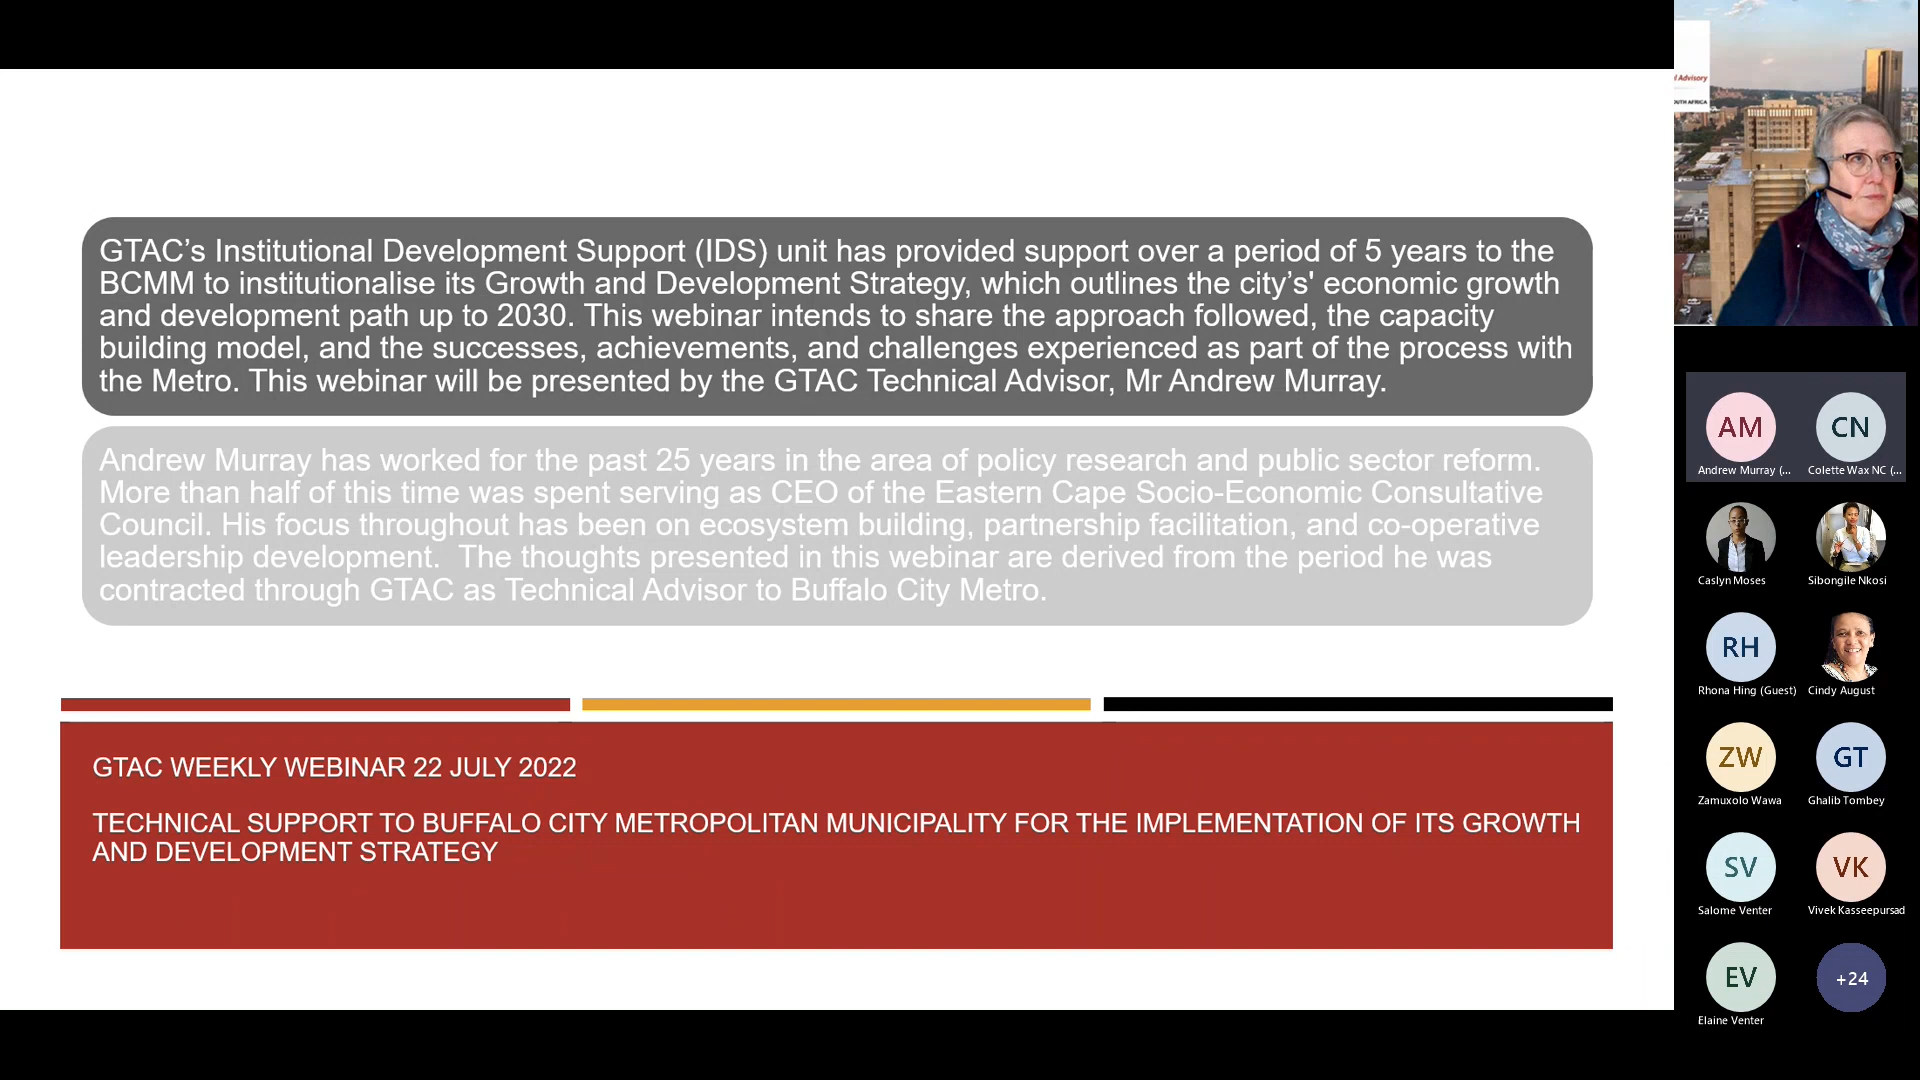 GTAC’s Institutional Development Support (IDS) unit has provided support over a period of 5 years to the
BCMM to institutionalise its Growth and Development Strategy, which outlines the city’s' economic growth
and development path up to 2030. This webinar intends to share the approach followed, the capacity
building model, and the successes, achievements, and challenges experienced as part of the process with
the Metro. This webinar will be presented by the GTAC Technical Advisor, Mr Andrew Murray.
Andrew Murray has worked for the past 25 years in the area of policy research and public sector reform.
More than half of this time was spent serving as CEO of the Eastern Cape Socio-Economic Consultative
Council. His focus throughout has been on ecosystem building, partnership facilitation, and co-operative
leadership development.  The thoughts presented in this webinar are derived from the period he was
contracted through GTAC as Technical Advisor to Buffalo City Metro.
GTAC WEEKLY WEBINAR 22 JULY 2022
TECHNICAL SUPPORT TO BUFFALO CITY METROPOLITAN MUNICIPALITY FOR THE IMPLEMENTATION OF ITS GROWTH
AND DEVELOPMENT STRATEGY
l Advisory
OUTH AFRICA
AM CN
Andrew Murray (... Colette Wax NC (...
Caslyn Moses Sibongile Nkosi
RH
Rhona Hing (Guest) Cindy August
ZW GT
Zamuxolo Wawa Ghalib Tombey
SV VK
Salome Venter Vivek Kasseepursad
EV +24
Elaine Venter